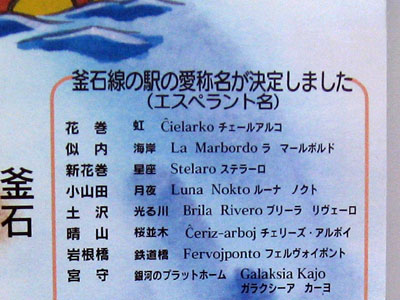 釜石線の駅の愛称名が決定しました
(エスペラント名)
花巻 虹 Ĉielarko チェールアルコ
似内 海岸 La Marbordo ラ マールボルド
新花巻 星座 Stelaro ステラーロ
小山田 月夜 Luna Nokto ルーナ ノクト
土沢 光る川 Brila Rivero ブリーラ リヴェーロ
晴山 桜並木 Ĉeriz-arboj チェリーズ・アルボイ
岩根橋 鉄道橋 Fervojponto フェルヴォイポント
宮守 銀河のプラットホーム Galaksia Kajo
ガラクシーア カーヨ
釜石